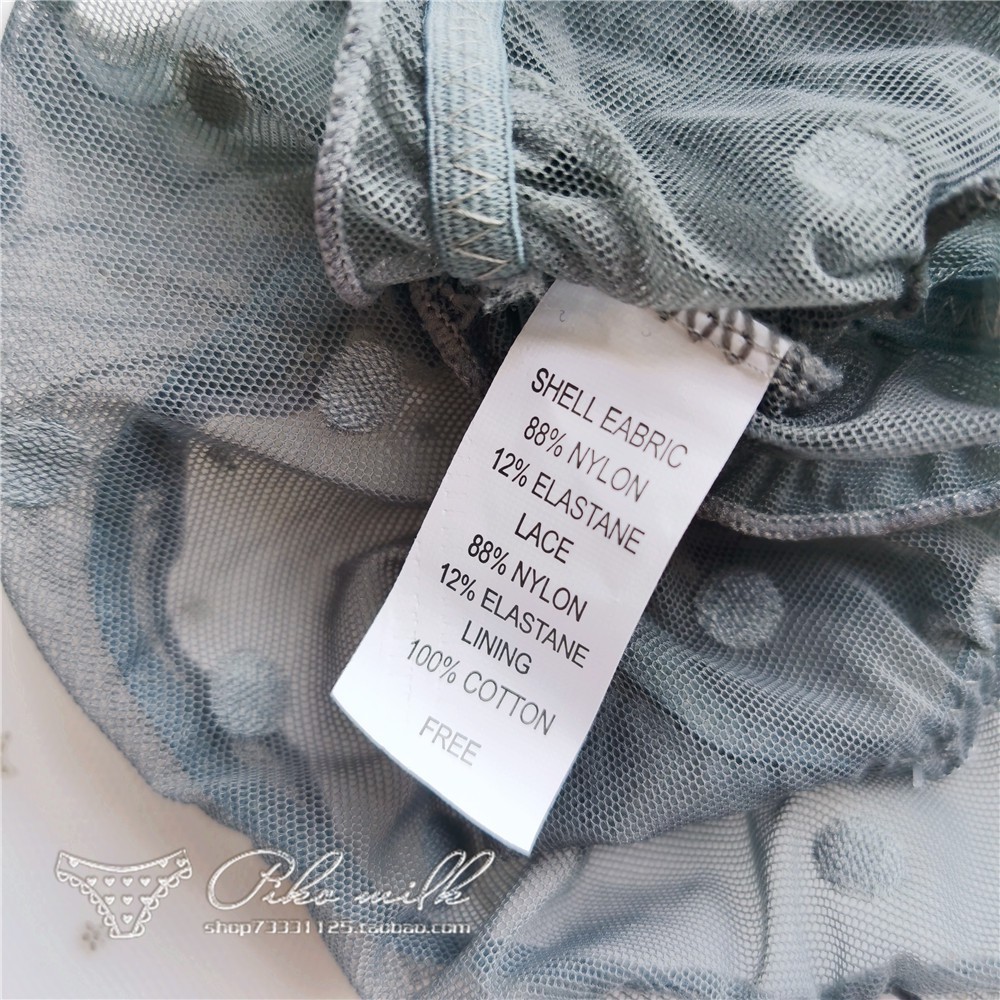 SHELL EABRIC
88% NYLON
12% ELASTANE
LACE
88% NYLON
12% ELASTANE
LINING
100% COTTON
FREE
Piko milk
shop73331125.taobao.com